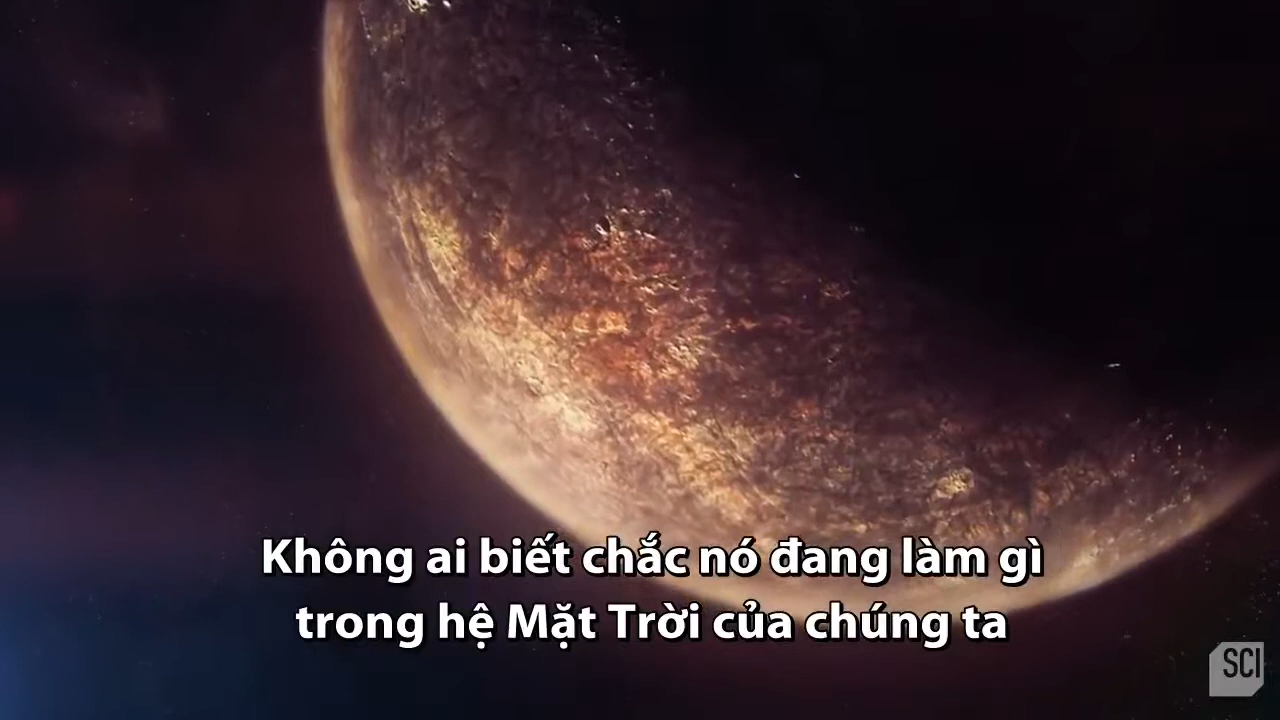 Không ai biết chắc nó đang làm gì
trong hệ Mặt Trời của chúng ta
SCI